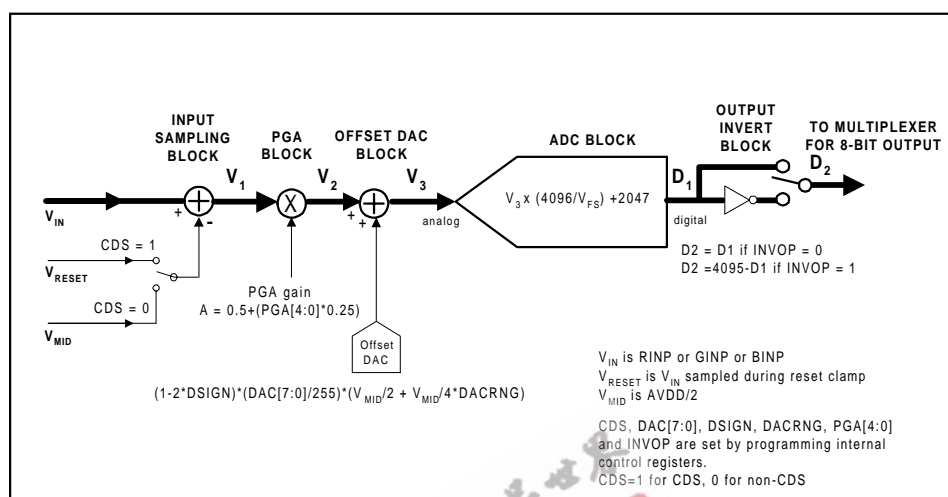 INPUT
SAMPLING
BLOCK
PGA
BLOCK
OFFSET DAC
BLOCK
ADC BLOCK
OUTPUT
INVERT
BLOCK
TO MULTIPLEXER
FOR 8-BIT OUTPUT
V1
V2
V3
D1
D2
VIN
+
-
X
+
+
analog
V3 x (4096/VFS) +2047
digital
CDS = 1
VRESET
CDS = 0
VMID
PGA gain
A = 0.5+(PGA[4:0]*0.25)
Offset
DAC
(1-2*DSIGN)*(DAC[7:0]/255)*(VMID/2 + VMID/4*DACRNG)
D2 = D1 if INVOP = 0
D2 =4095-D1 if INVOP = 1
VIN is RINP or GINP or BINP
VRESET is VIN sampled during reset clamp
VMID is AVDD/2
CDS, DAC[7:0], DSIGN, DACRNG, PGA[4:0]
and INVOP are set by programming internal
control registers.
CDS=1 for CDS, 0 for non-CDS